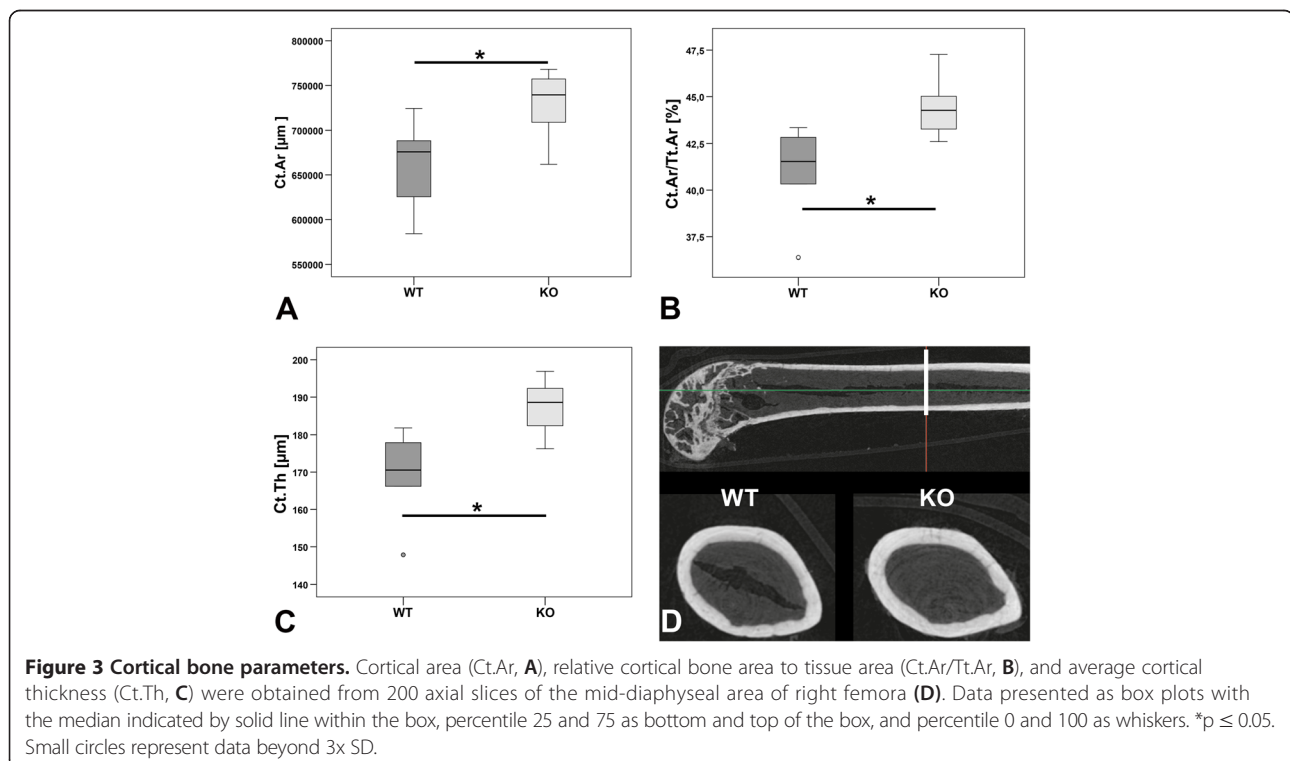 800000
750000
700000
650000
600000
550000
Ct.Ar [µm ]
*
WT
KO
A
47,5
45,0
42,5
40,0
37,5
Ct.Ar/Tt.Ar [%]
*
WT
KO
B
200
190
180
170
160
150
140
Ct.Th [µm]
*
WT
KO
C
WT
KO
D
Figure 3 Cortical bone parameters. Cortical area (Ct.Ar, A), relative cortical bone area to tissue area (Ct.Ar/Tt.Ar, B), and average cortical
thickness (Ct.Th, C) were obtained from 200 axial slices of the mid-diaphyseal area of right femora (D). Data presented as box plots with
the median indicated by solid line within the box, percentile 25 and 75 as bottom and top of the box, and percentile 0 and 100 as whiskers. *p ≤ 0.05.
Small circles represent data beyond 3x SD.